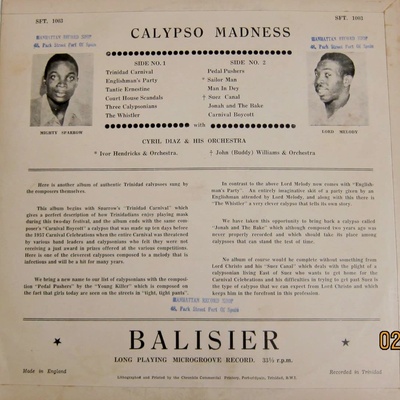 SFT. 1003
CALYPSO MADNESS
SFT. 1003
MANHATTAN RECORD SHOP
46, Park Street Port Of Spain
MANHATTAN RECORD SHOP
46, Park Street Port Of Spain
SIDE NO. 1
Trinidad Carnival
Englishman's Party
Tantie Ernestine
Court House Scandals
Three Calypsonians
The Whistler
SIDE NO. 2
Pedal Pushers
* Sailor Man
Man In Dey
† Suez Canal
Jonah and The Bake
Carnival Boycott
MIGHTY SPARROW
LORD MELODY
with
CYRIL DIAZ & HIS ORCHESTRA
* Ivor Hendricks & Orchestra.
† John (Buddy) Williams & Orchestra
Here is another album of authentic Trinidad calypsoes sung by
the composers themselves.
This album begins with Sparrow's "Trinidad Carnival" which
gives a perfect description of how Trinidadians enjoy playing mask
during this two-day festival, and the album ends with the same com-
poser's "Carnival Boycott" a calypso that was made up ten days before
the 1957 Carnival Celebrations when the entire Carnival was threatened
by various band leaders and calypsonians who felt they were not
receiving a just award in prizes offered at the various competitions.
Here is one of the cleverest calypsoes composed to a melody that is
infectious and will be a hit for many years.
We bring a new name to our list of calypsonians with the composition
"Pedal Pushers" by the "Young Killer" which is composed on
the fact that girls today are seen on the streets in "tight, tight pants".
In contrast to the above Lord Melody now comes with "English-
man's Party". An entirely imaginative skit of a party given by an
Englishman attended by Lord Melody, and along with this there is
"The Whistler" a very clever calypso that tells its own story.
We have taken this opportunity to bring back a calypso called
"Jonah and The Bake" which although composed two years ago was
never properly recorded and which should take its place among
calypsoes that can stand the test of time.
No album of course would be complete without something from
Lord Christo and his "Suez Canal" which deals with the plight of a
calypsonian living East of Suez who wants to get home for the
Carnival Celebrations and his difficulties in trying to get past Suez is
the type of calypso that we can expect from Lord Christo and which
keeps him in the forefront in this profession.
MANHATTAN RECORD SHOP
46, Park Street Port Of Spain
BALISIER
LONG PLAYING MICROGROOVE RECORD, 33⅓ r.p.m.
Made in England
Recorded in Trinidad
02